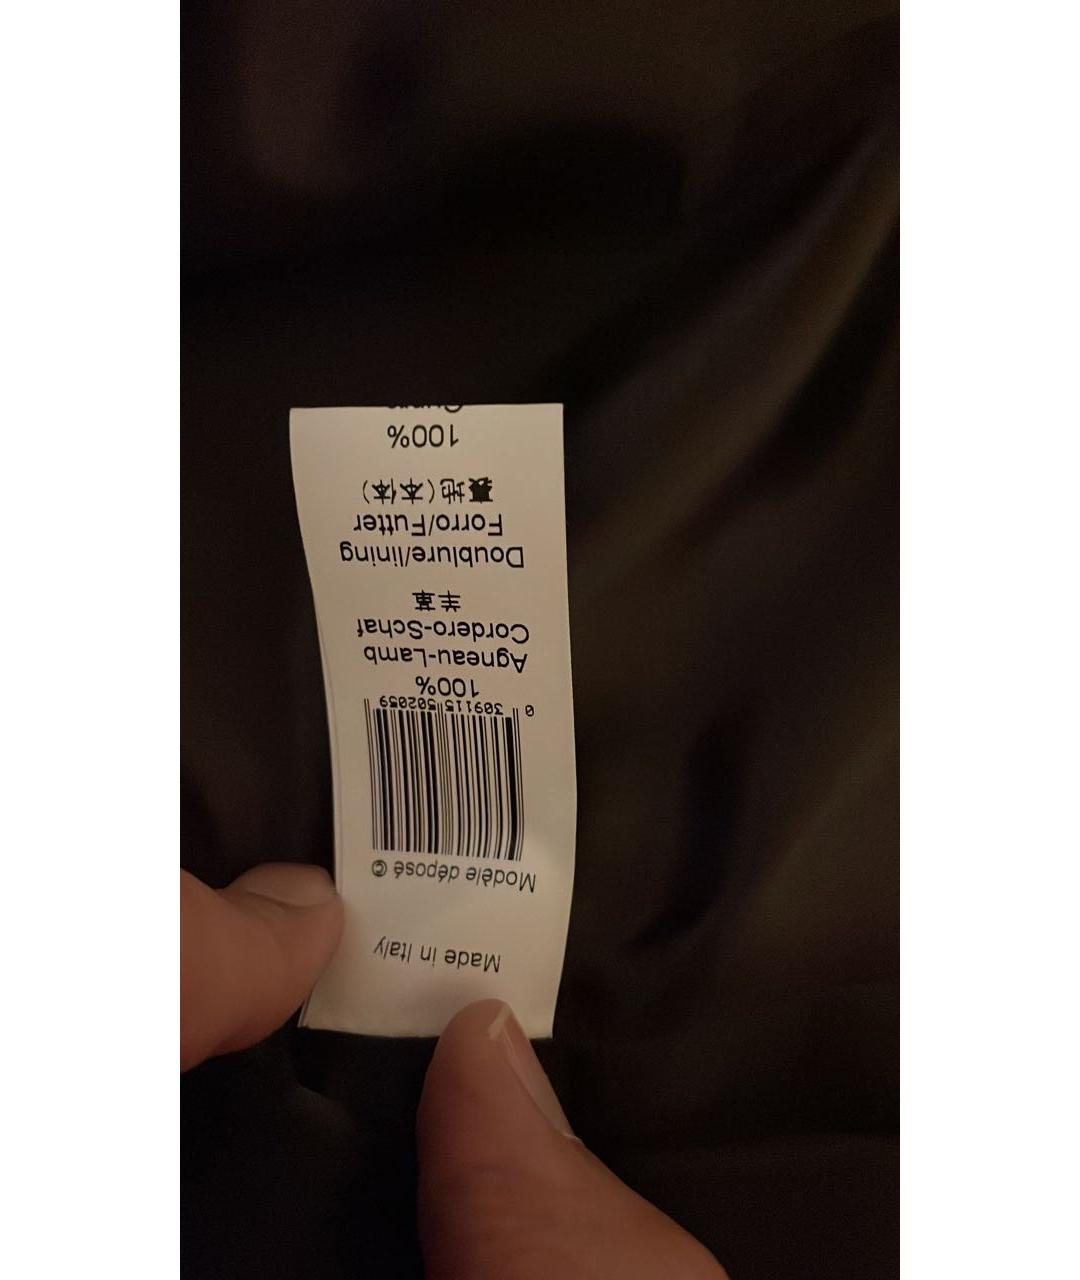 Made in Italy
Modèle déposé ©
0 309115 502059
100%
Agneau-Lamb
Cordero-Schaf
羊革
Doublure/lining
Forro/Futter
裏地(本体)
100%